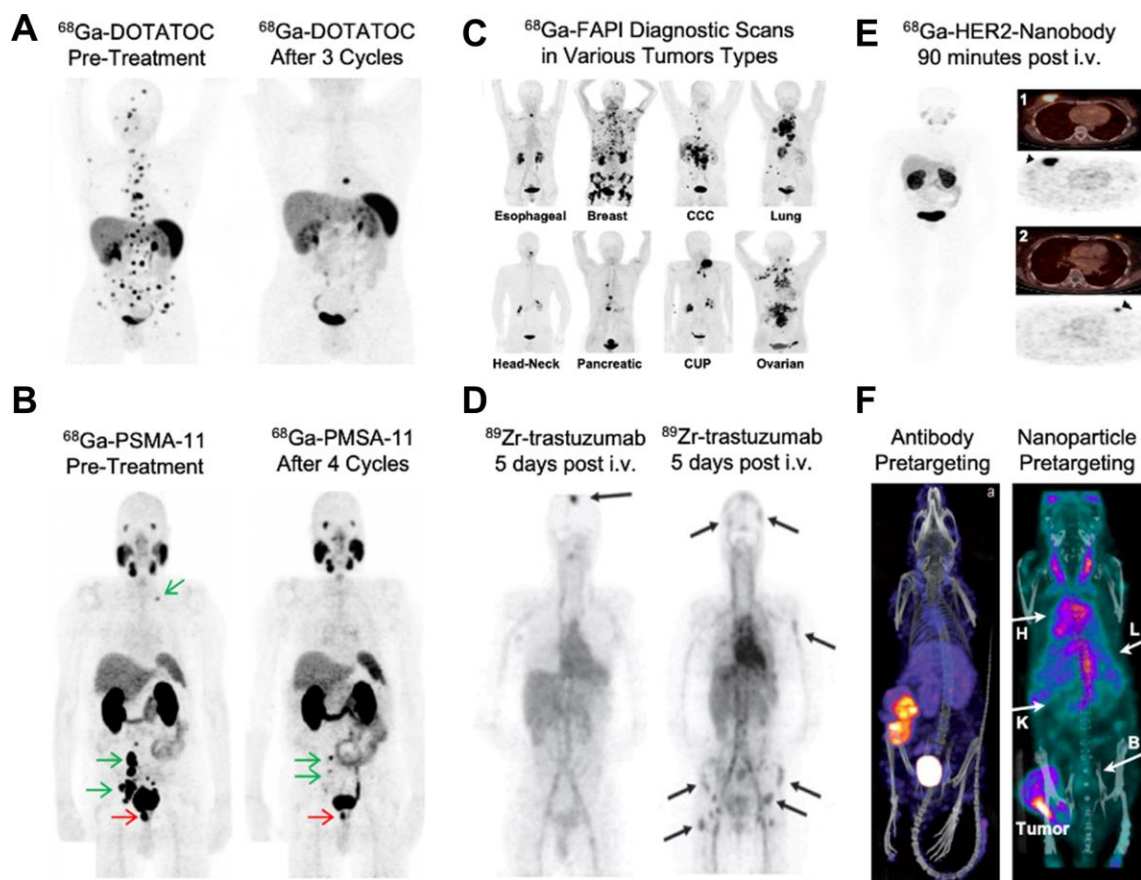 A
⁶⁸Ga-DOTATOC
Pre-Treatment
⁶⁸Ga-DOTATOC
After 3 Cycles
B
⁶⁸Ga-PSMA-11
Pre-Treatment
⁶⁸Ga-PMSA-11
After 4 Cycles
C
⁶⁸Ga-FAPI Diagnostic Scans
in Various Tumors Types
Esophageal Breast CCC Lung
Head-Neck Pancreatic CUP Ovarian
D
⁸⁹Zr-trastuzumab
5 days post i.v.
⁸⁹Zr-trastuzumab
5 days post i.v.
E
⁶⁸Ga-HER2-Nanobody
90 minutes post i.v.
1
2
F
Antibody
Pretargeting
a
Nanoparticle
Pretargeting
H
L
K
B
Tumor